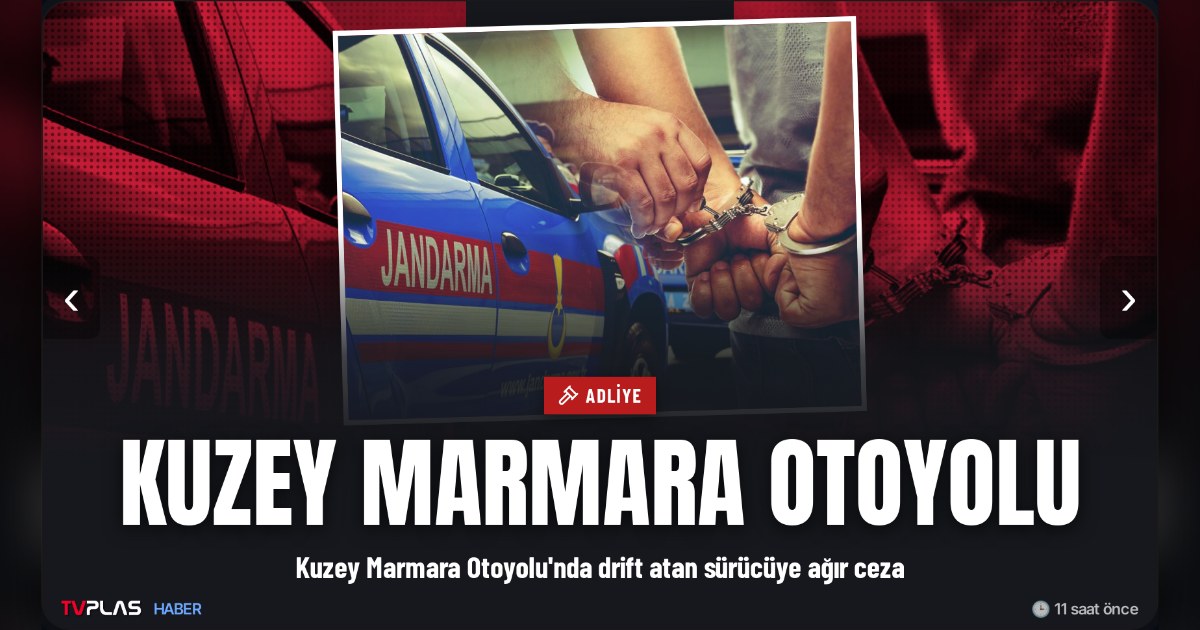 JANDARMA
JANDARMA
ADLİYE
KUZEY MARMARA OTOYOLU
Kuzey Marmara Otoyolu'nda drift atan sürücüye ağır ceza
TVPLAS HABER
11 saat önce